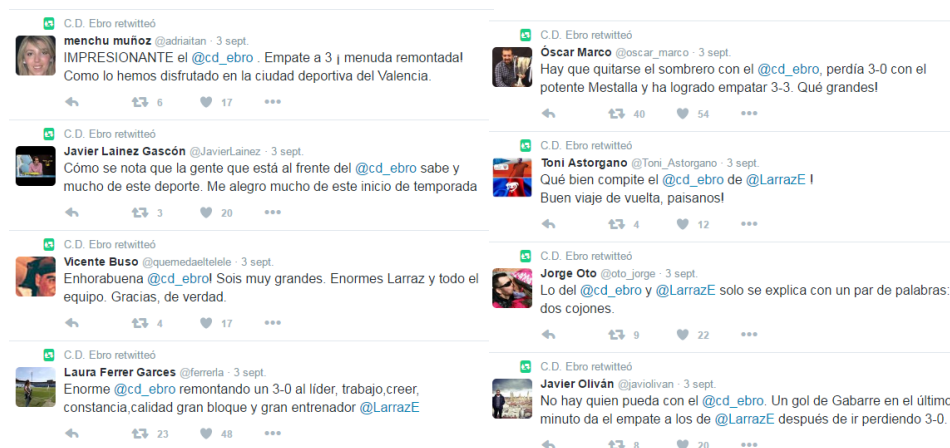 C.D. Ebro retwitteó
menchu muñoz @adriaitan · 3 sept.
IMPRESIONANTE el @cd_ebro . Empate a 3 ¡ menuda remontada!
Como lo hemos disfrutado en la ciudad deportiva del Valencia.
6 17
C.D. Ebro retwitteó
Javier Lainez Gascón @JavierLainez · 3 sept.
Cómo se nota que la gente que está al frente del @cd_ebro sabe y
mucho de este deporte. Me alegro mucho de este inicio de temporada
3 20
C.D. Ebro retwitteó
Vicente Buso @quemedaeltelele · 3 sept.
Enhorabuena @cd_ebro! Sois muy grandes. Enormes Larraz y todo el
equipo. Gracias, de verdad.
4 17
C.D. Ebro retwitteó
Laura Ferrer Garces @ferrerla · 3 sept.
Enorme @cd_ebro remontando un 3-0 al líder, trabajo,creer,
constancia,calidad gran bloque y gran entrenador @LarrazE
23 48
C.D. Ebro retwitteó
Óscar Marco @oscar_marco · 3 sept.
Hay que quitarse el sombrero con el @cd_ebro, perdía 3-0 con el
potente Mestalla y ha logrado empatar 3-3. Qué grandes!
40 54
C.D. Ebro retwitteó
Toni Astorgano @Toni_Astorgano · 3 sept.
Qué bien compite el @cd_ebro de @LarrazE !
Buen viaje de vuelta, paisanos!
4 12
C.D. Ebro retwitteó
Jorge Oto @oto_jorge · 3 sept.
Lo del @cd_ebro y @LarrazE solo se explica con un par de palabras:
dos cojones.
9 22
C.D. Ebro retwitteó
Javier Oliván @javiolivan · 3 sept.
No hay quien pueda con el @cd_ebro. Un gol de Gabarre en el último
minuto da el empate a los de @LarrazE después de ir perdiendo 3-0.
8 20